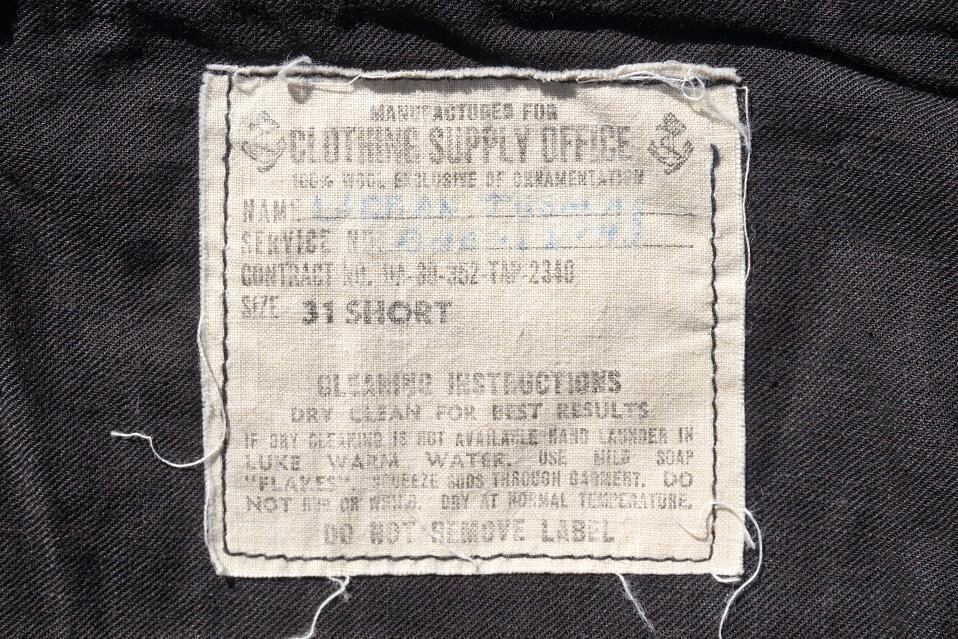 MANUFACTURED FOR
CLOTHING SUPPLY OFFICE
100% WOOL EXCLUSIVE OF ORNAMENTATION
NAME
SERVICE NO.
CONTRACT NO.
SIZE 31 SHORT
CLEANING INSTRUCTIONS
DRY CLEAN FOR BEST RESULTS
IF DRY CLEANING IS NOT AVAILABLE HAND LAUNDER IN
LUKE WARM WATER. USE MILD SOAP
"FLAKES" SQUEEZE SUDS THROUGH GARMENT. DO
NOT RUB OR WRING. DRY AT NORMAL TEMPERATURE.
DO NOT REMOVE LABEL